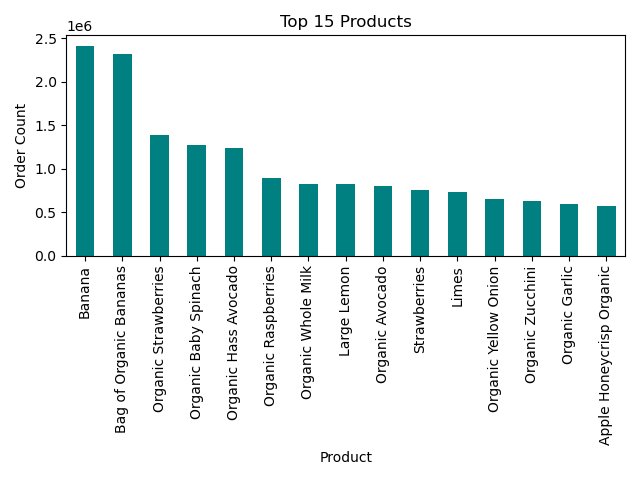 Top 15 Products
1e6
2.5
2.0
1.5
1.0
0.5
0.0
Order Count
Banana
Bag of Organic Bananas
Organic Strawberries
Organic Baby Spinach
Organic Hass Avocado
Organic Raspberries
Organic Whole Milk
Large Lemon
Organic Avocado
Strawberries
Limes
Organic Yellow Onion
Organic Zucchini
Organic Garlic
Apple Honeycrisp Organic
Product